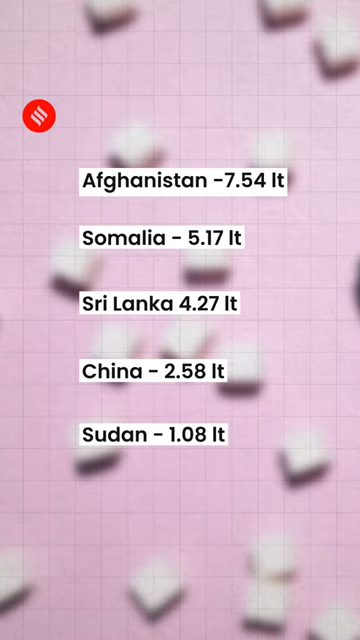 Afghanistan -7.54 lt
Somalia - 5.17 lt
Sri Lanka 4.27 lt
China - 2.58 lt
Sudan - 1.08 lt